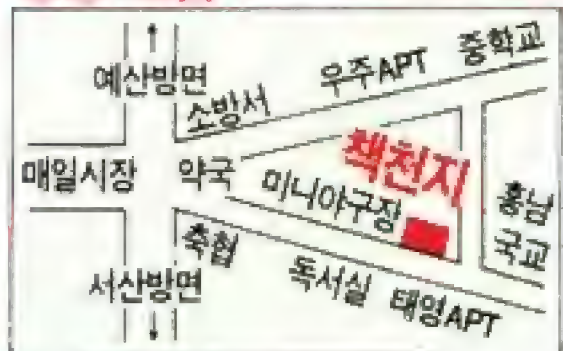 예산방면
소방서
우주APT
중학교
매일시장
약국
책천지
미니야구장
홍남
국교
축협
서산방면
독서실
태영APT